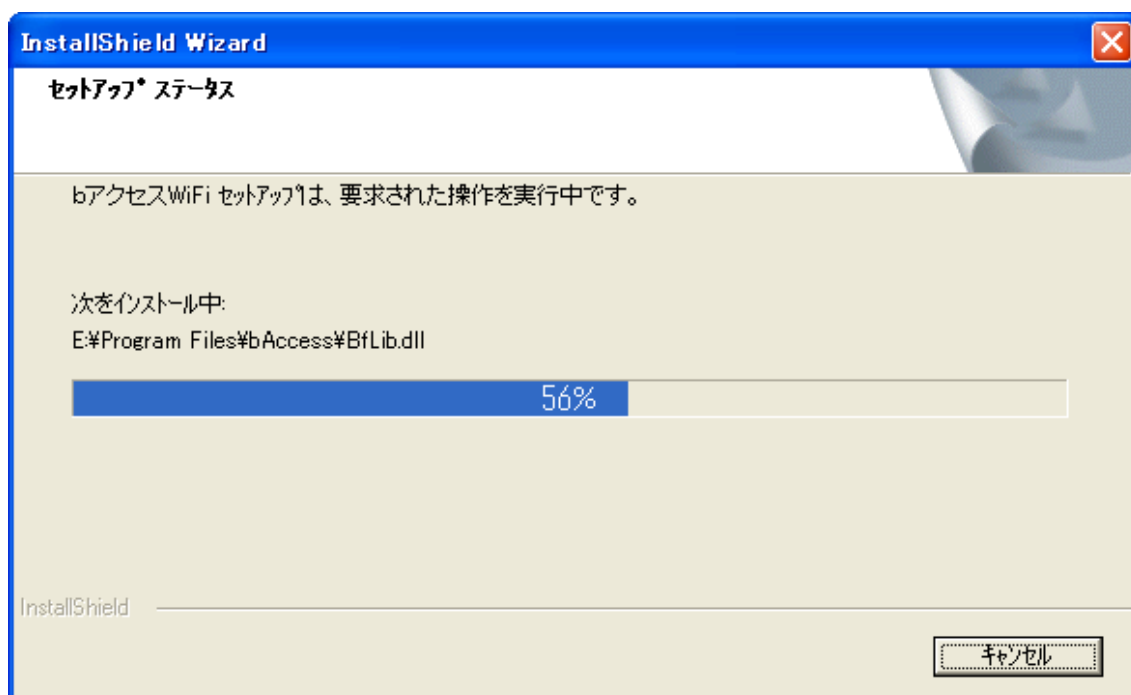 InstallShield Wizard
セットアップ ステータス
bアクセスWiFi セットアップは、要求された操作を実行中です。
次をインストール中:
E:¥Program Files¥bAccess¥BfLib.dll
56%
InstallShield
キャンセル